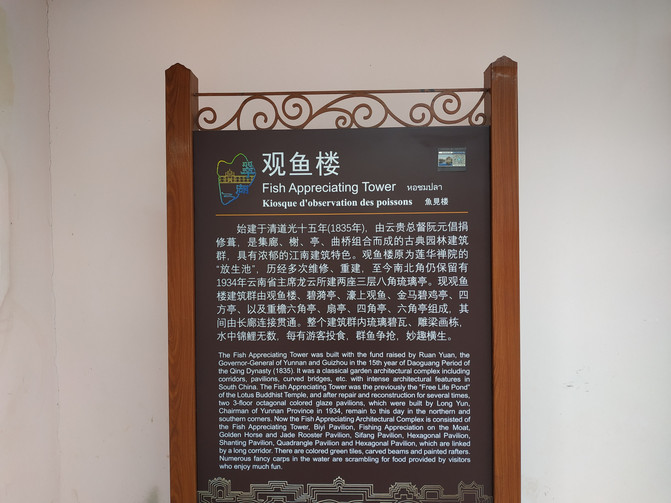 观鱼楼
Fish Appreciating Tower หอชมปลา
Kiosque d'observation des poissons 魚見楼
始建于清道光十五年(1835年)，由云贵总督阮元倡捐
修葺，是集廊、榭、亭、曲桥组合而成的古典园林建筑
群，具有浓郁的江南建筑特色。观鱼楼原为莲华禅院的
“放生池”，历经多次维修、重建，至今南北角仍保留有
1934年云南省主席龙云所建两座三层八角琉璃亭。现观鱼
楼建筑群由观鱼楼、碧漪亭、濠上观鱼、金马碧鸡亭、四
方亭、以及重檐六角亭、扇亭、四角亭、六角亭组成，其
间由长廊连接贯通。整个建筑群内琉璃碧瓦、雕梁画栋，
水中锦鲤无数，每有游客投食，群鱼争抢，妙趣横生。
The Fish Appreciating Tower was built with the fund raised by Ruan Yuan, the
Governor-General of Yunnan and Guizhou in the 15th year of Daoguang Period of
the Qing Dynasty (1835). It was a classical garden architectural complex including
corridors, pavilions, curved bridges, etc. with intense architectural features in
South China. The Fish Appreciating Tower was the previously the "Free Life Pond"
of the Lotus Buddhist Temple, and after repair and reconstruction for several times,
two 3-floor octagonal colored glaze pavilions, which were built by Long Yun,
Chairman of Yunnan Province in 1934, remain to this day in the northern and
southern corners. Now the Fish Appreciating Architectural Complex is consisted of
the Fish Appreciating Tower, Biyi Pavilion, Fishing Appreciation on the Moat,
Golden Horse and Jade Rooster Pavilion, Sifang Pavilion, Hexagonal Pavilion,
Shanting Pavilion, Quadrangle Pavilion and Hexagonal Pavilion, which are linked
by a long corridor. There are colored green tiles, carved beams and painted rafters.
Numerous fancy carps in the water are scrambling for food provided by visitors
who enjoy much fun.